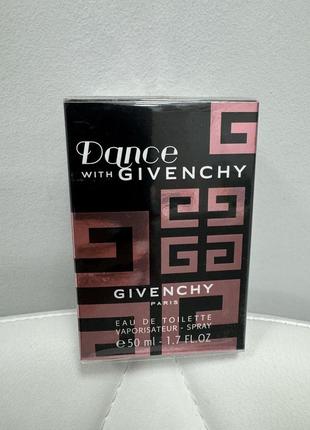 Dance
WITH GIVENCHY
GIVENCHY
PARIS
EAU DE TOILETTE
VAPORISATEUR - SPRAY
℮ 50 ml - 1.7 FL.OZ